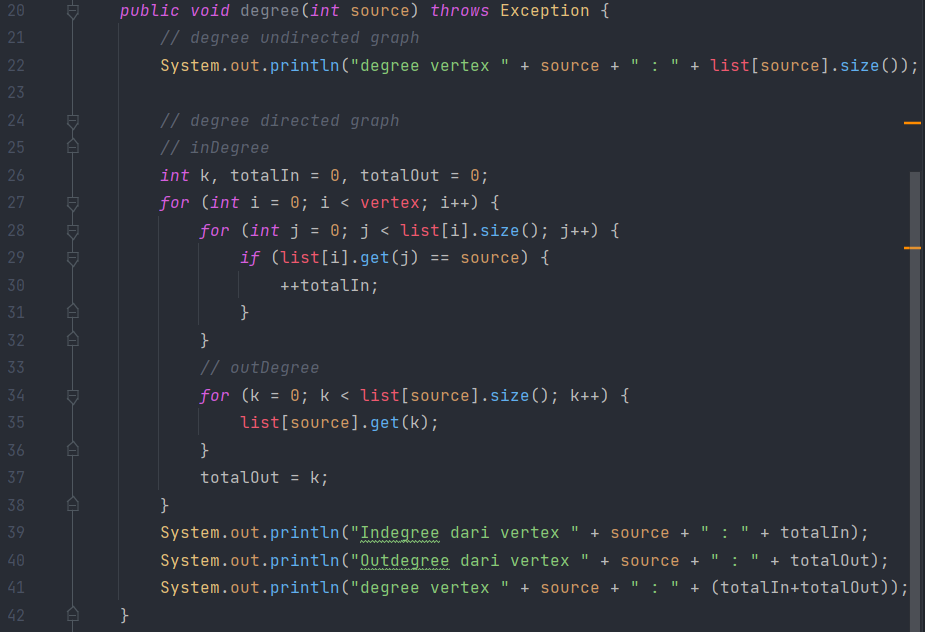 20 public void degree(int source) throws Exception {
21 // degree undirected graph
22 System.out.println("degree vertex " + source + " : " + list[source].size());
23
24 // degree directed graph
25 // inDegree
26 int k, totalIn = 0, totalOut = 0;
27 for (int i = 0; i < vertex; i++) {
28 for (int j = 0; j < list[i].size(); j++) {
29 if (list[i].get(j) == source) {
30 ++totalIn;
31 }
32 }
33 // outDegree
34 for (k = 0; k < list[source].size(); k++) {
35 list[source].get(k);
36 }
37 totalOut = k;
38 }
39 System.out.println("Indegree dari vertex " + source + " : " + totalIn);
40 System.out.println("Outdegree dari vertex " + source + " : " + totalOut);
41 System.out.println("degree vertex " + source + " : " + (totalIn+totalOut));
42 }